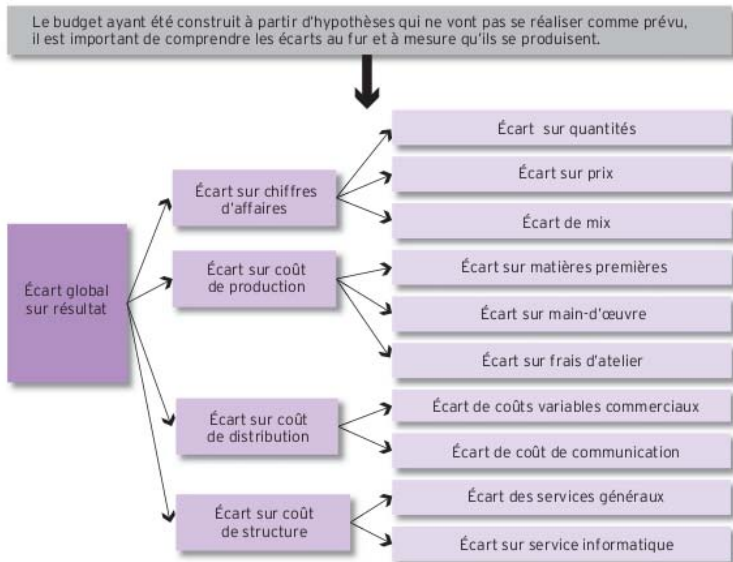 Le budget ayant été construit à partir d'hypothèses qui ne vont pas se réaliser comme prévu,
il est important de comprendre les écarts au fur et à mesure qu'ils se produisent.
Écart global
sur résultat
Écart sur chiffres
d'affaires
Écart sur quantités
Écart sur prix
Écart de mix
Écart sur coût
de production
Écart sur matières premières
Écart sur main-d'œuvre
Écart sur frais d'atelier
Écart sur coût
de distribution
Écart de coûts variables commerciaux
Écart de coût de communication
Écart sur coût
de structure
Écart des services généraux
Écart sur service informatique